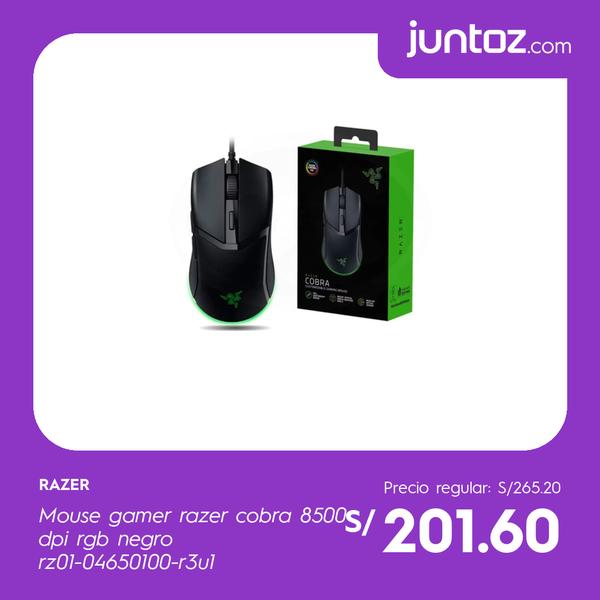 juntoz.com
RAZER
COBRA
RAZER
Precio regular: S/265.20
Mouse gamer razer cobra 8500
dpi rgb negro
rz01-04650100-r3u1
S/201.60